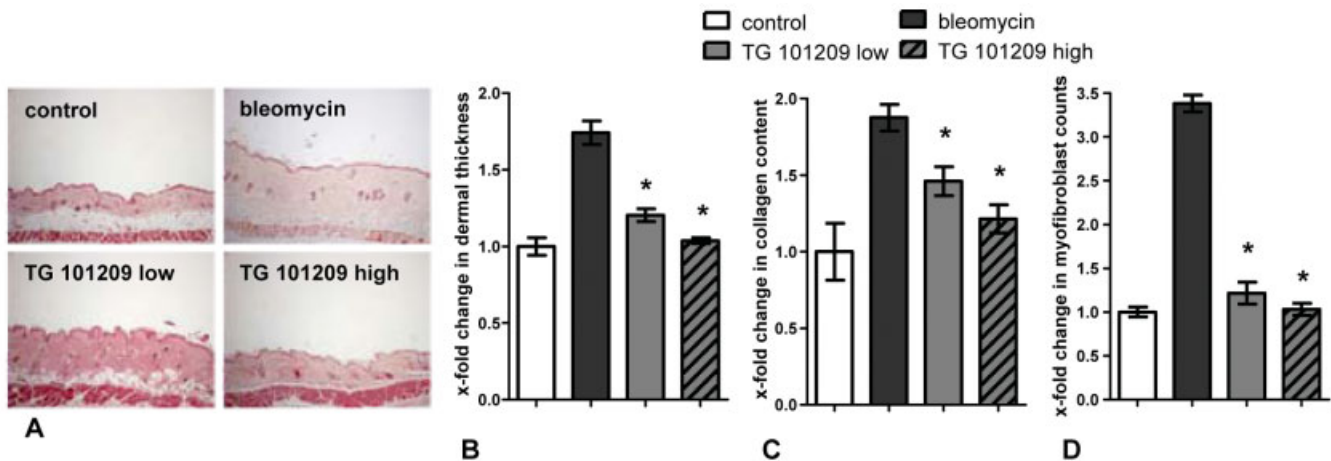 control
bleomycin
TG 101209 low
TG 101209 high
control
bleomycin
TG 101209 low
TG 101209 high
A
x-fold change in dermal thickness
2.0
1.5
1.0
0.5
0.0
*
*
B
x-fold change in collagen content
2.0
1.5
1.0
0.5
0.0
*
*
C
x-fold change in myofibroblast counts
3.5
3.0
2.5
2.0
1.5
1.0
0.5
0.0
*
*
D